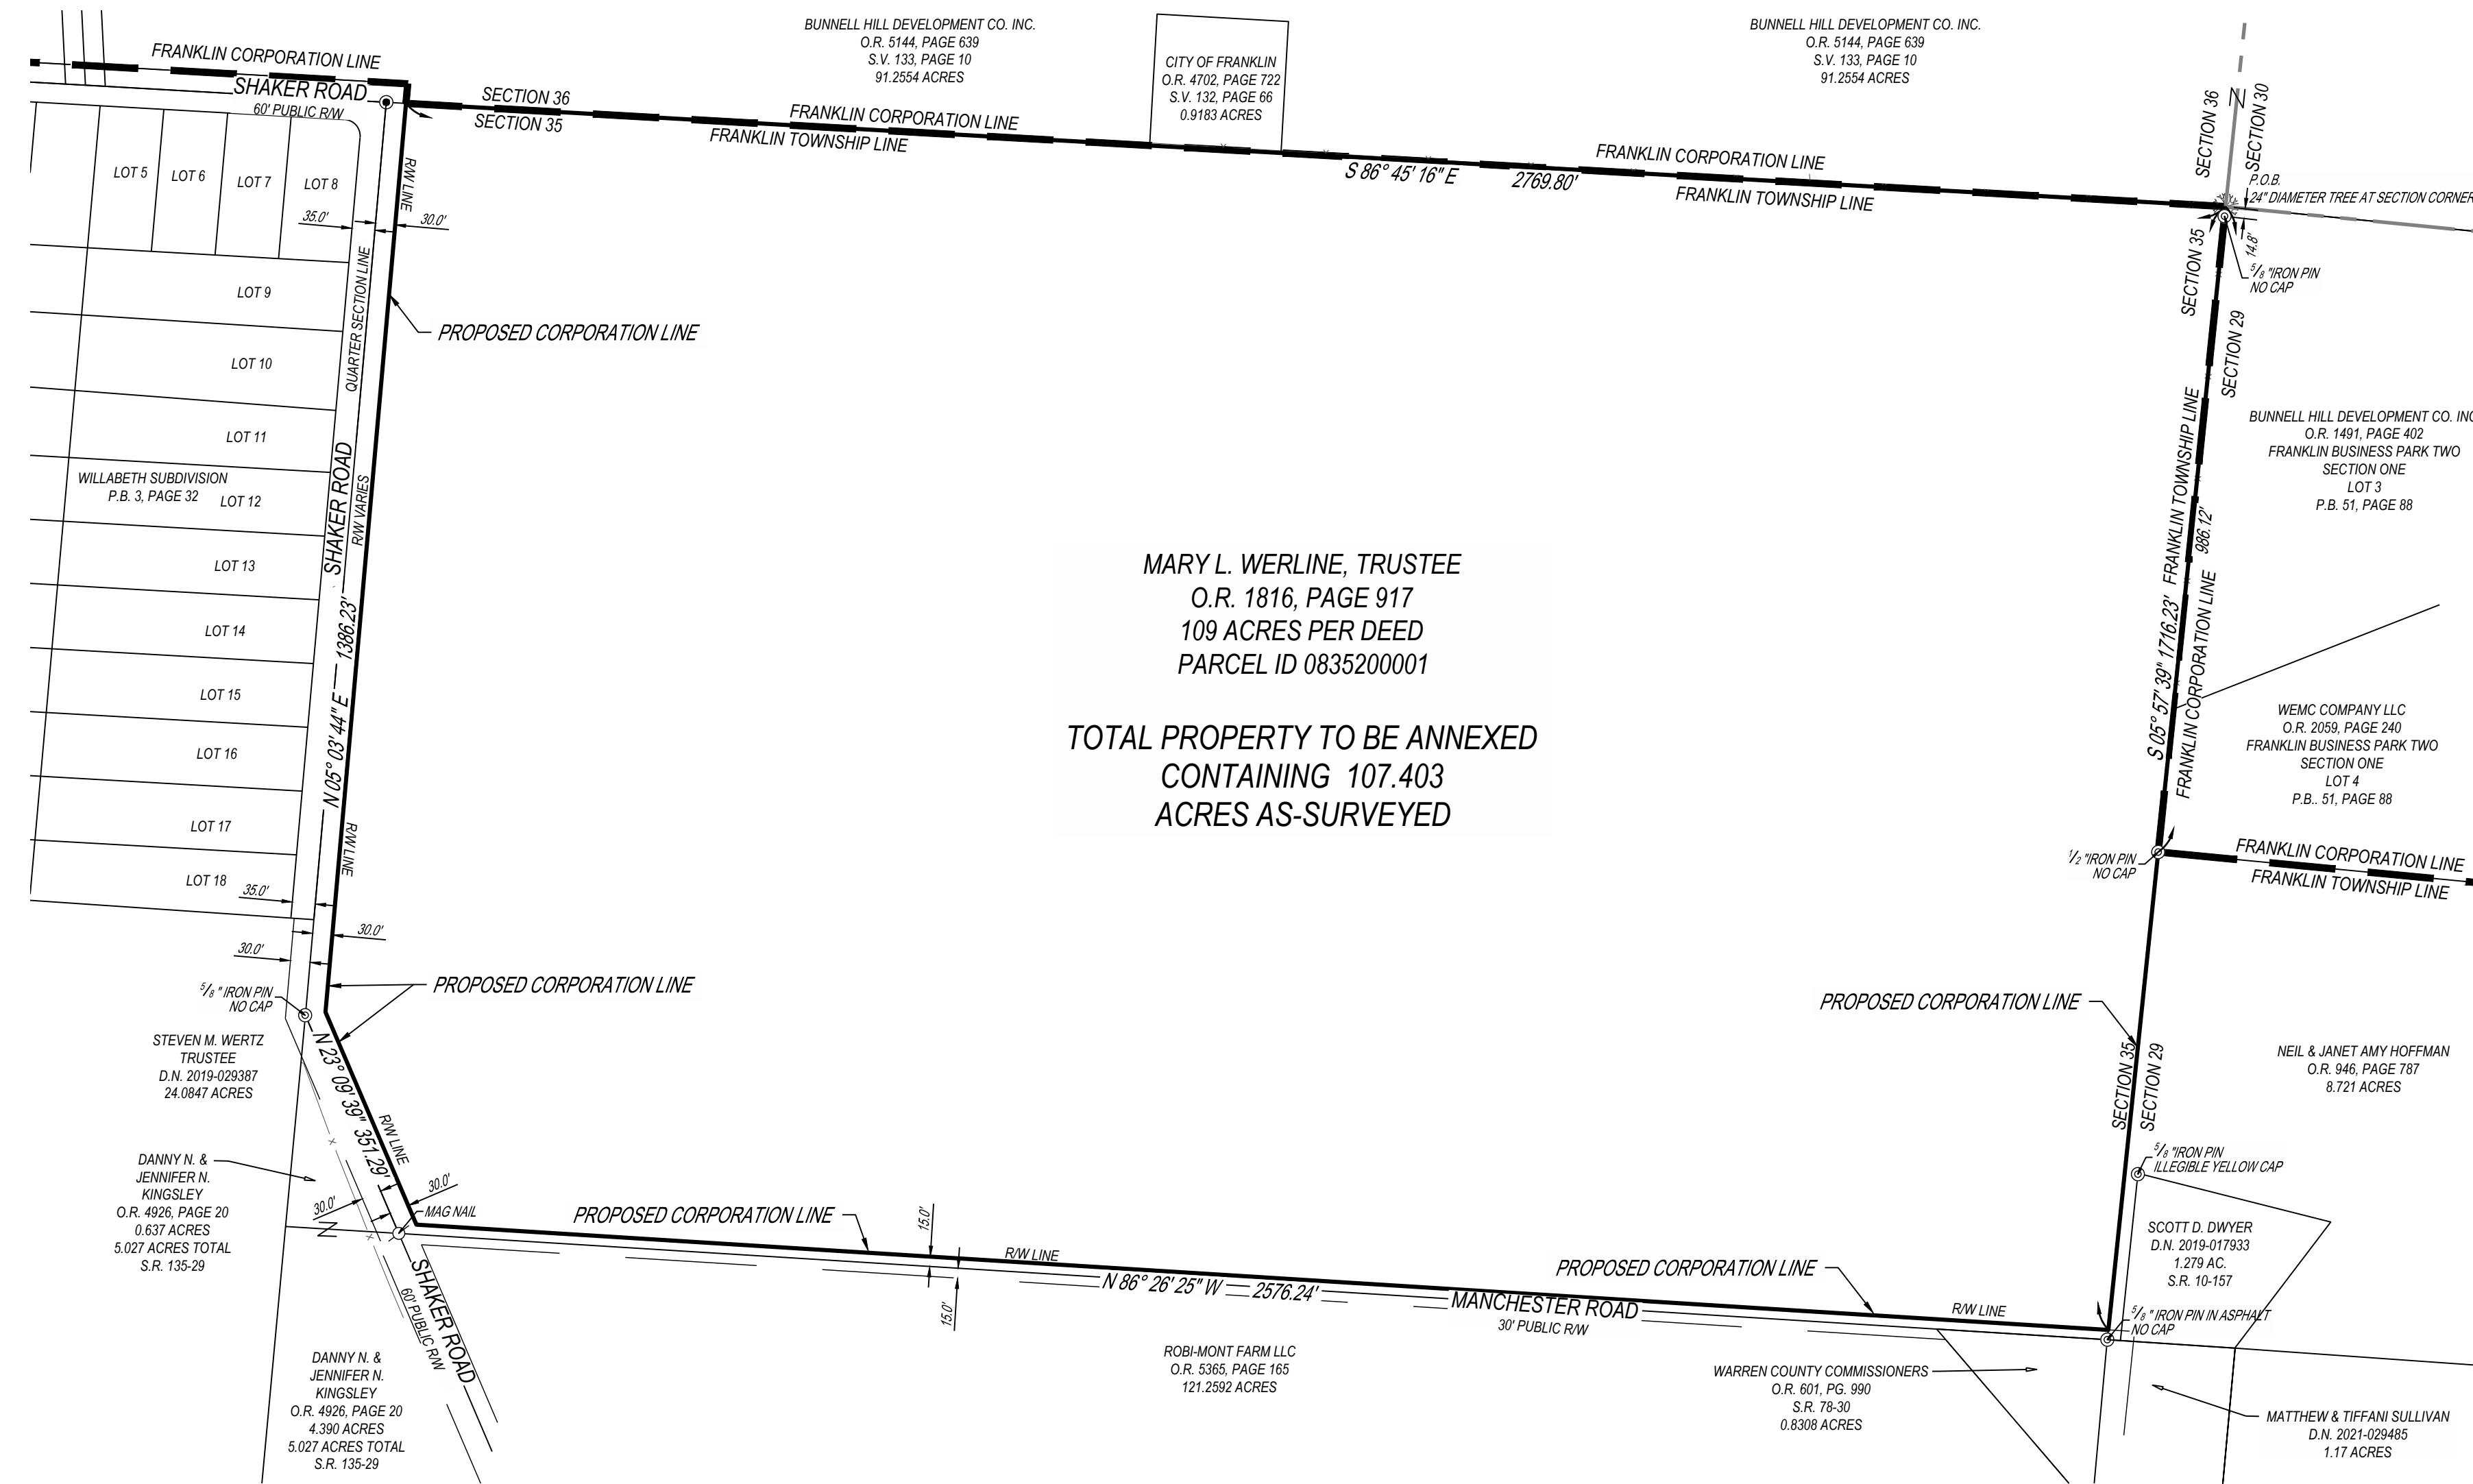 FRANKLIN CORPORATION LINE
SHAKER ROAD
60' PUBLIC R/W
BUNNELL HILL DEVELOPMENT CO. INC.
O.R. 5144, PAGE 639
S.V. 133, PAGE 10
91.2554 ACRES
CITY OF FRANKLIN
O.R. 4702, PAGE 722
S.V. 132, PAGE 66
0.9183 ACRES
BUNNELL HILL DEVELOPMENT CO. INC.
O.R. 5144, PAGE 639
S.V. 133, PAGE 10
91.2554 ACRES
SECTION 36
SECTION 35
FRANKLIN CORPORATION LINE
FRANKLIN TOWNSHIP LINE
S 86° 45' 16" E 2769.80'
FRANKLIN CORPORATION LINE
FRANKLIN TOWNSHIP LINE
SECTION 36
SECTION 30
P.O.B.
24" DIAMETER TREE AT SECTION CORNER
14.8'
5/8 "IRON PIN
NO CAP
SECTION 35
SECTION 29
LOT 5
LOT 6
LOT 7
LOT 8
R/W LINE
35.0'
30.0'
LOT 9
LOT 10
LOT 11
WILLABETH SUBDIVISION
P.B. 3, PAGE 32
LOT 12
LOT 13
LOT 14
LOT 15
LOT 16
LOT 17
LOT 18
QUARTER SECTION LINE
SHAKER ROAD
R/W VARIES
N 05° 03' 44" E 1386.23'
R/W LINE
PROPOSED CORPORATION LINE
MARY L. WERLINE, TRUSTEE
O.R. 1816, PAGE 917
109 ACRES PER DEED
PARCEL ID 0835200001
TOTAL PROPERTY TO BE ANNEXED
CONTAINING 107.403
ACRES AS-SURVEYED
S 05° 57' 39" 1716.23'
FRANKLIN TOWNSHIP LINE
986.12'
FRANKLIN CORPORATION LINE
BUNNELL HILL DEVELOPMENT CO. INC
O.R. 1491, PAGE 402
FRANKLIN BUSINESS PARK TWO
SECTION ONE
LOT 3
P.B. 51, PAGE 88
WEMC COMPANY LLC
O.R. 2059, PAGE 240
FRANKLIN BUSINESS PARK TWO
SECTION ONE
LOT 4
P.B.. 51, PAGE 88
1/2 "IRON PIN
NO CAP
FRANKLIN CORPORATION LINE
FRANKLIN TOWNSHIP LINE
35.0'
30.0'
30.0'
5/8 " IRON PIN
NO CAP
PROPOSED CORPORATION LINE
PROPOSED CORPORATION LINE
STEVEN M. WERTZ
TRUSTEE
D.N. 2019-029387
24.0847 ACRES
N 23° 09' 39" 351.29'
R/W LINE
SECTION 35
SECTION 29
NEIL & JANET AMY HOFFMAN
O.R. 946, PAGE 787
8.721 ACRES
DANNY N. &
JENNIFER N.
KINGSLEY
O.R. 4926, PAGE 20
0.637 ACRES
5.027 ACRES TOTAL
S.R. 135-29
30.0'
30.0'
MAG NAIL
PROPOSED CORPORATION LINE
15.0'
15.0'
R/W LINE
N 86° 26' 25" W 2576.24'
MANCHESTER ROAD
30' PUBLIC R/W
PROPOSED CORPORATION LINE
R/W LINE
5/8 "IRON PIN
ILLEGIBLE YELLOW CAP
SCOTT D. DWYER
D.N. 2019-017933
1.279 AC.
S.R. 10-157
5/8 " IRON PIN IN ASPHALT
NO CAP
SHAKER ROAD
60' PUBLIC R/W
DANNY N. &
JENNIFER N.
KINGSLEY
O.R. 4926, PAGE 20
4.390 ACRES
5.027 ACRES TOTAL
S.R. 135-29
ROBI-MONT FARM LLC
O.R. 5365, PAGE 165
121.2592 ACRES
WARREN COUNTY COMMISSIONERS
O.R. 601, PG. 990
S.R. 78-30
0.8308 ACRES
MATTHEW & TIFFANI SULLIVAN
D.N. 2021-029485
1.17 ACRES